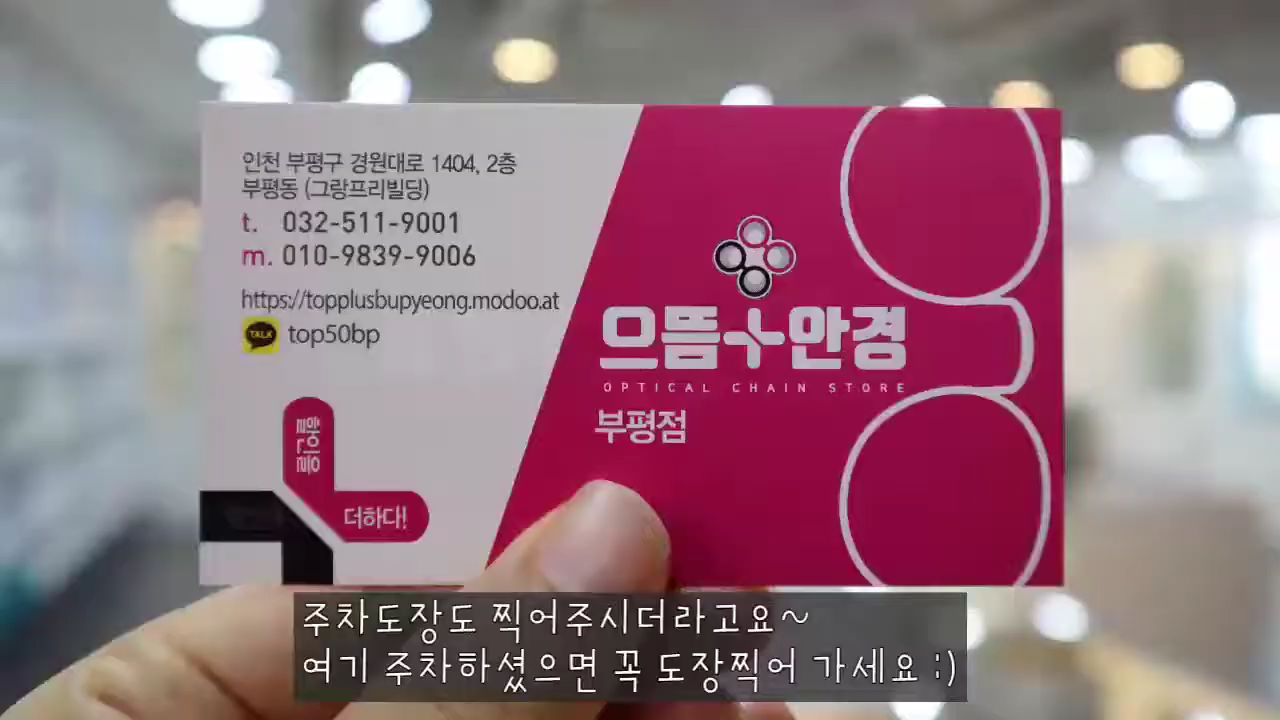 인천 부평구 경원대로 1404, 2층
부평동 (그랑프리빌딩)
t. 032-511-9001
m. 010-9839-9006
https://topplusbupyeong.modoo.at
TALK top50bp
할인을
더하다!
으뜸+안경
OPTICAL CHAIN STORE
부평점
주차도장도 찍어주시더라고요~
여기 주차하셨으면 꼭 도장찍어 가세요 :)